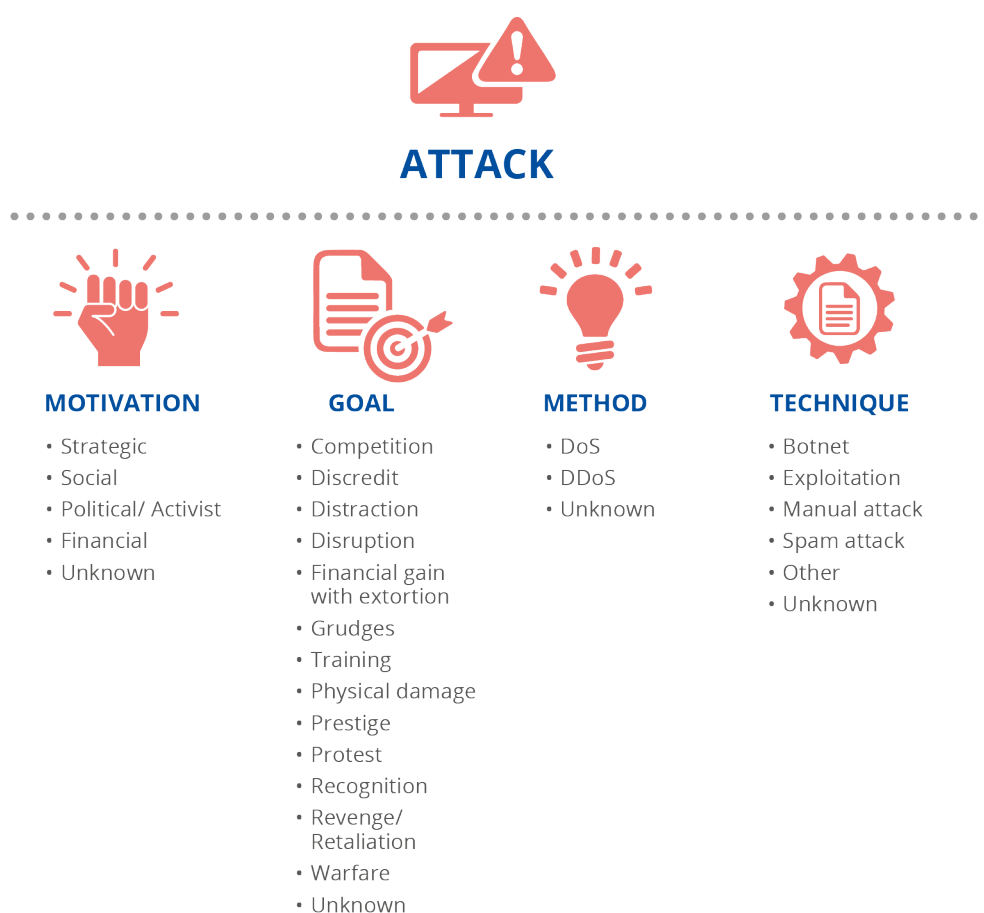 ATTACK
MOTIVATION
• Strategic
• Social
• Political/ Activist
• Financial
• Unknown
GOAL
• Competition
• Discredit
• Distraction
• Disruption
• Financial gain
with extortion
• Grudges
• Training
• Physical damage
• Prestige
• Protest
• Recognition
• Revenge/
Retaliation
• Warfare
• Unknown
METHOD
• DoS
• DDoS
• Unknown
TECHNIQUE
• Botnet
• Exploitation
• Manual attack
• Spam attack
• Other
• Unknown